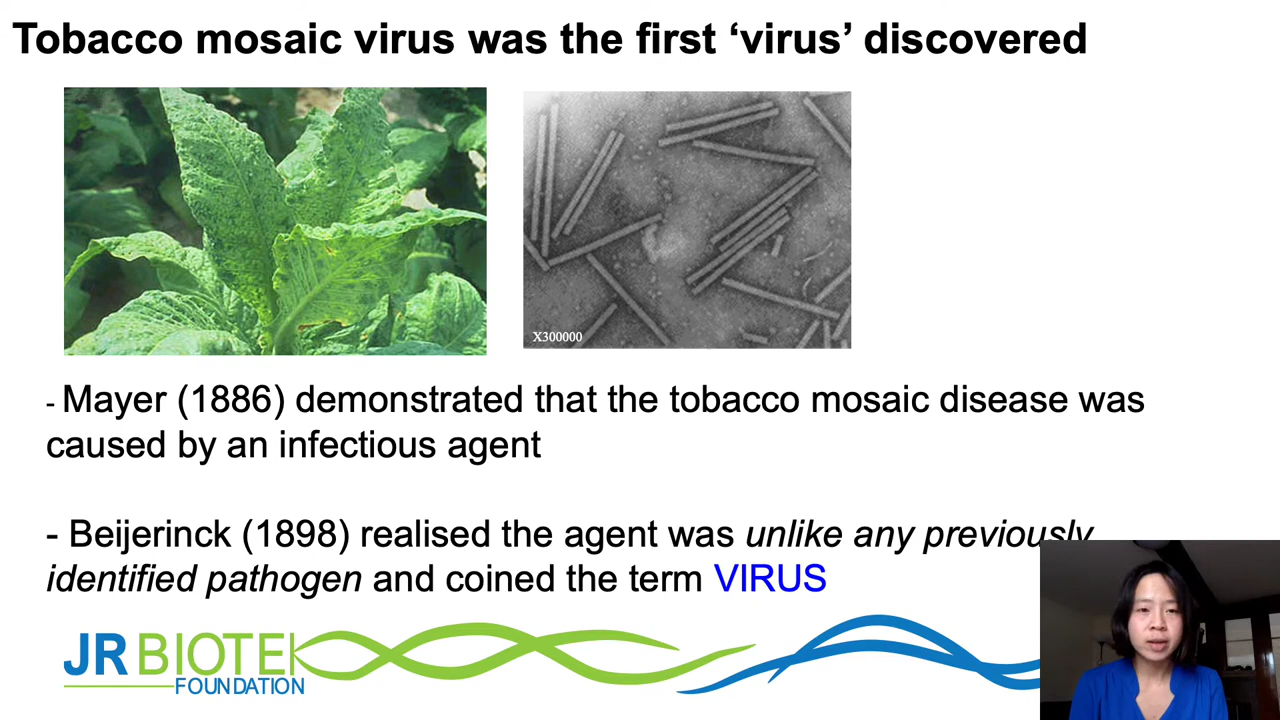 Tobacco mosaic virus was the first ‘virus’ discovered
X300000
- Mayer (1886) demonstrated that the tobacco mosaic disease was
caused by an infectious agent
- Beijerinck (1898) realised the agent was unlike any previously
identified pathogen and coined the term VIRUS
JR BIOTEK
FOUNDATION